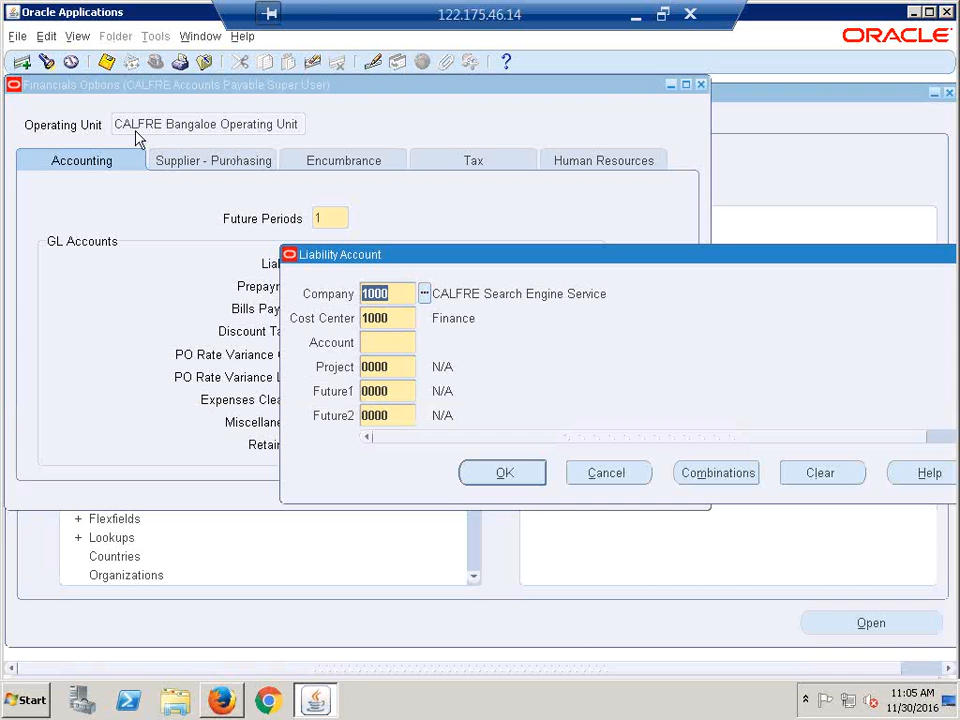 Oracle Applications
122.175.46.14
File Edit View Folder Tools Window Help
ORACLE
Financials Options (CALFRE Accounts Payable Super User)
Operating Unit CALFRE Bangaloe Operating Unit
Accounting Supplier - Purohasing Encumbrance Tax Human Resources
Future Periods 1
GL Accounts
Lia
Prepayr
Bills Pay
Discount Ta
PO Rate Variance
PO Rate Variance L
Expenses Clea
Miscellane
Retai
Liability Account
Company 1000 CALFRE Search Engine Service
Cost Center 1000 Finance
Account
Project 0000 N/A
Future1 0000 N/A
Future2 0000 N/A
OK Cancel Combinations Clear Help
+ Flexfields
+ Lookups
Countries
Organizations
Open
Start
11:05 AM
11/30/2016